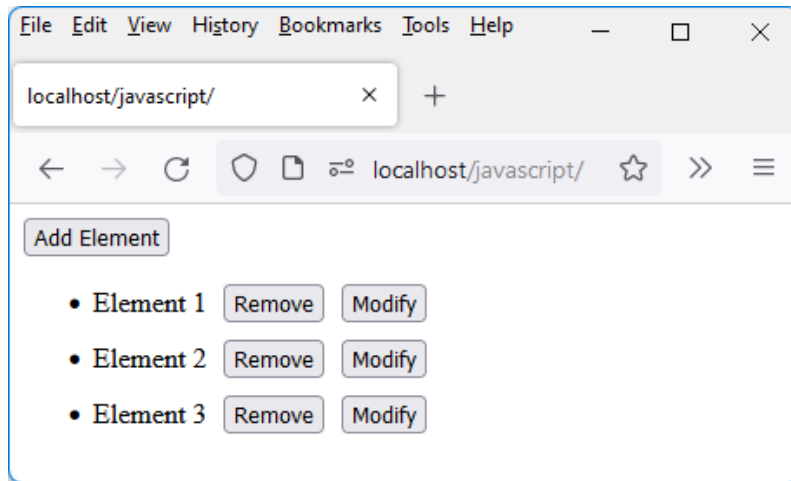 File Edit View History Bookmarks Tools Help
localhost/javascript/
localhost/javascript/
Add Element
• Element 1 Remove Modify
• Element 2 Remove Modify
• Element 3 Remove Modify